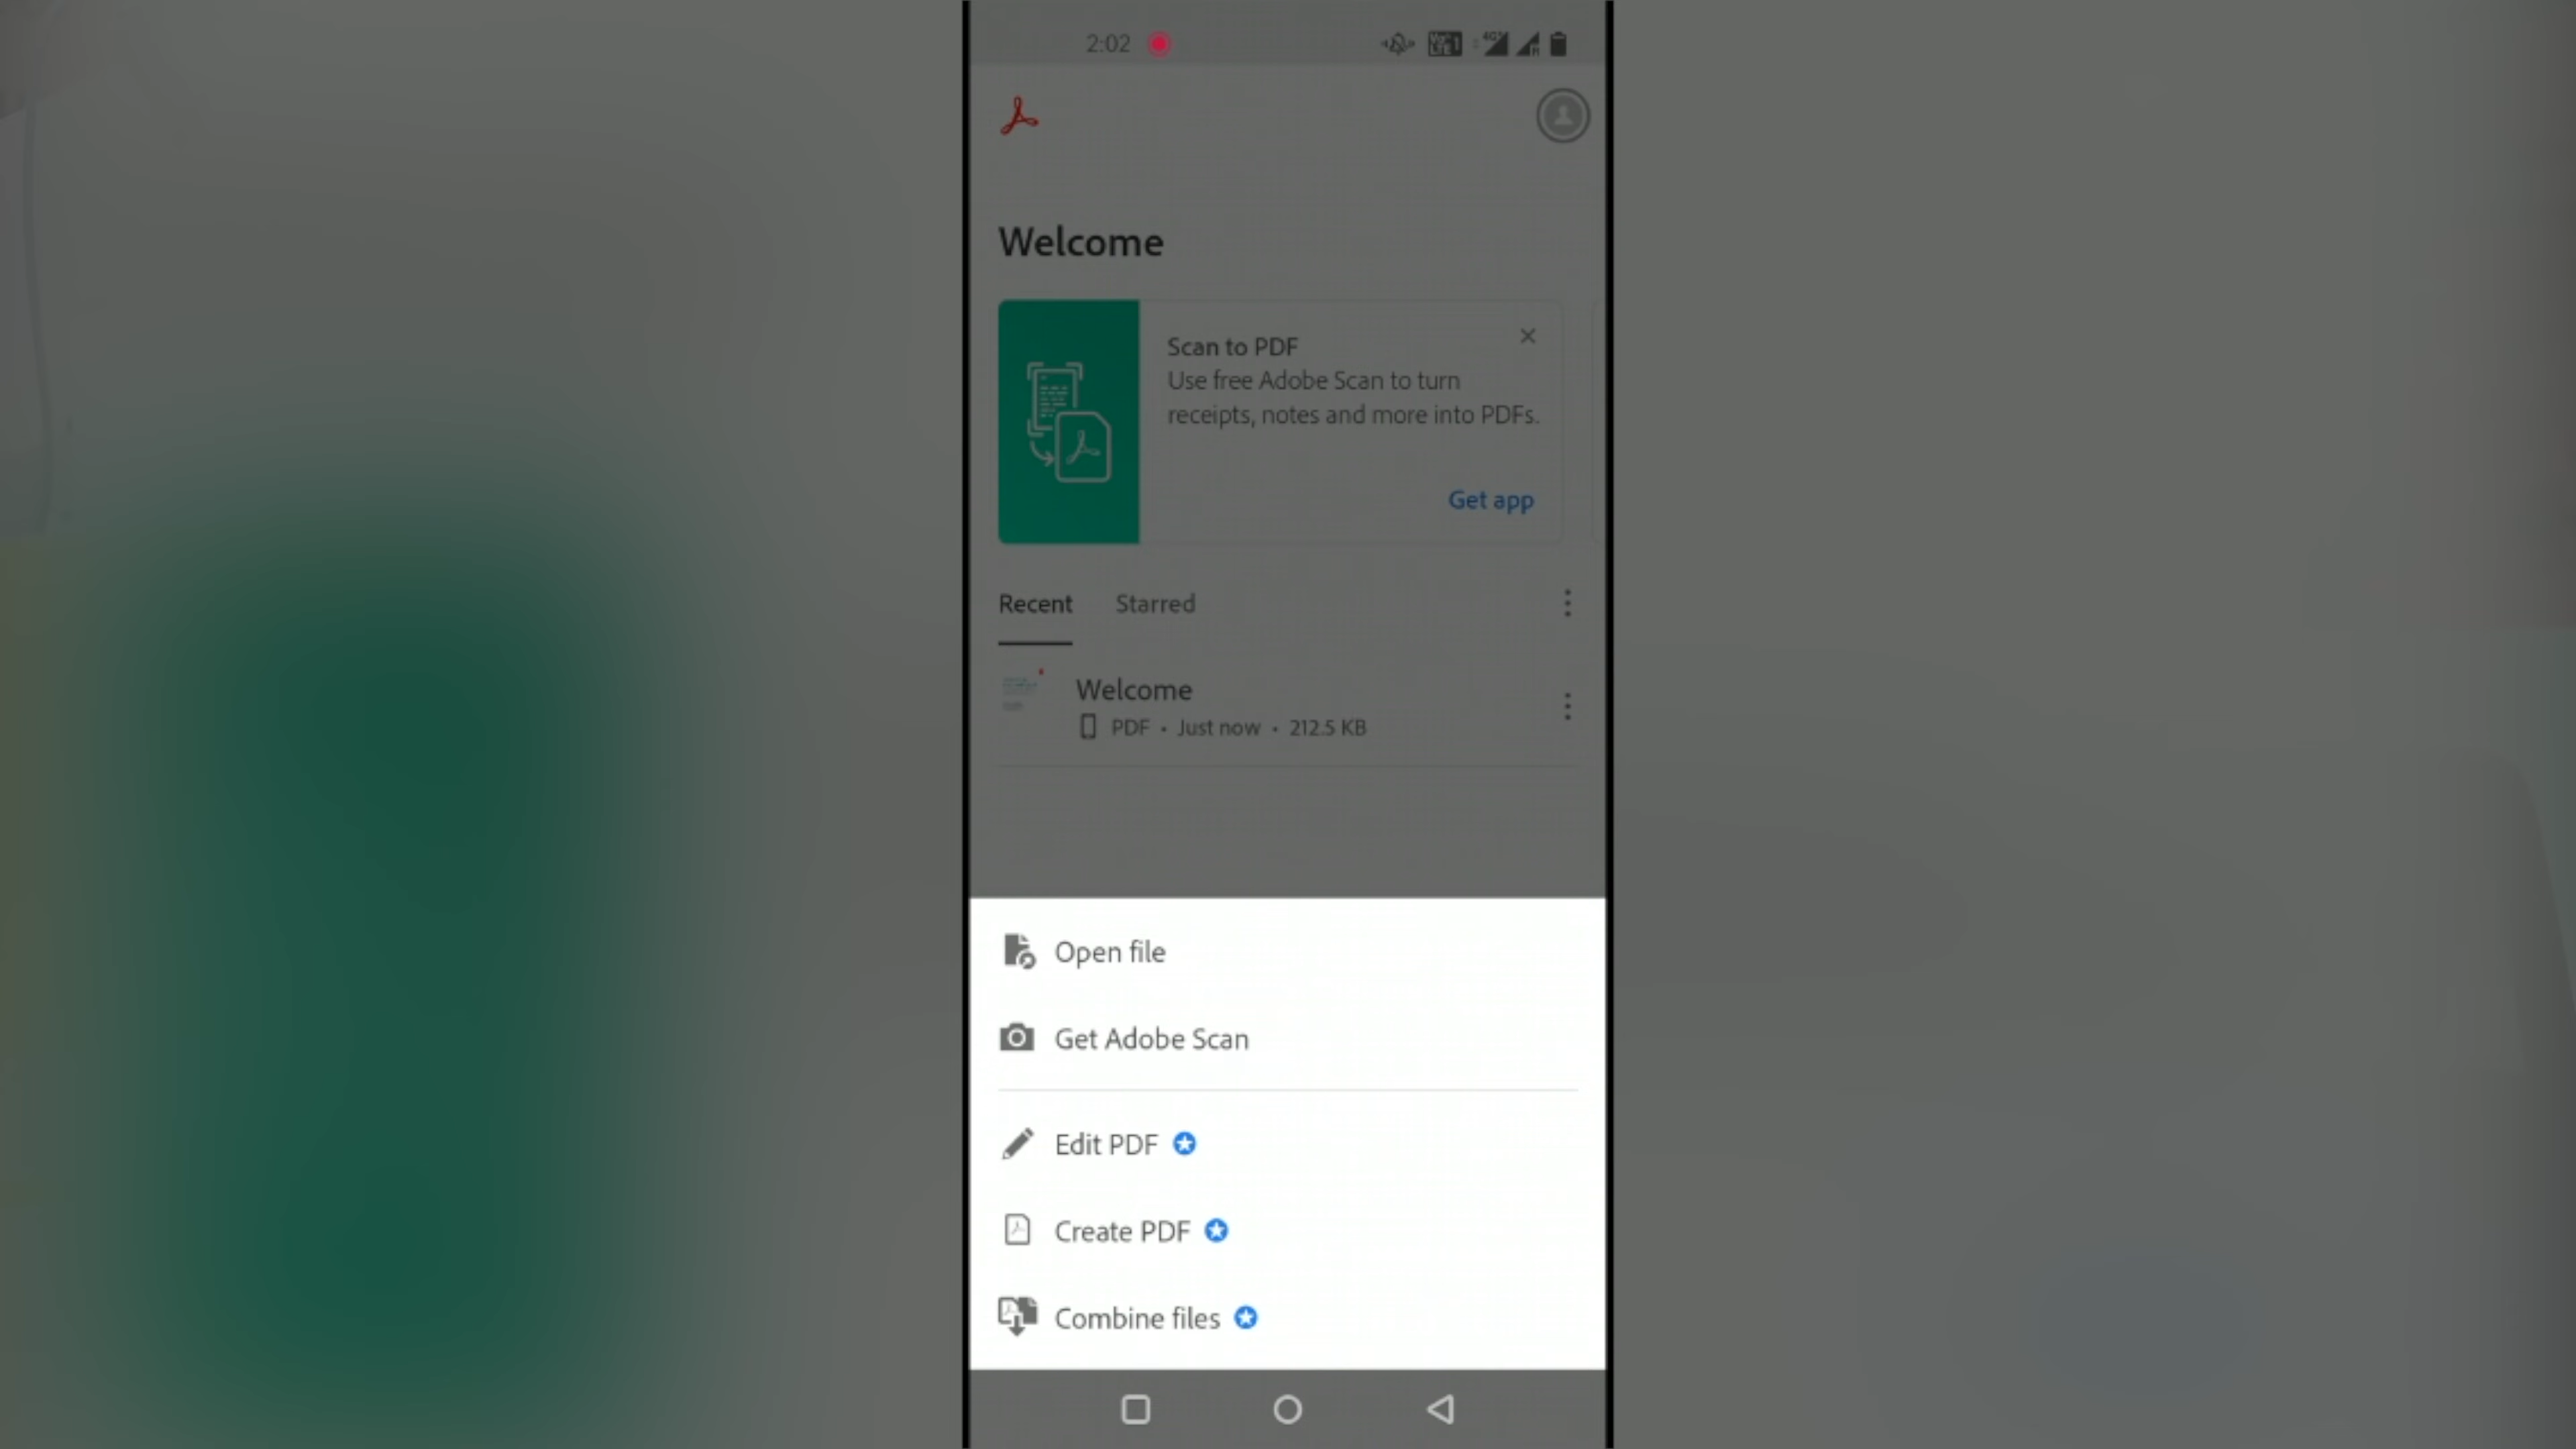 2:02
Welcome
Scan to PDF
Use free Adobe Scan to turn
receipts, notes and more into PDFs.
Get app
Recent Starred
Welcome
PDF • Just now • 212.5 KB
Open file
Get Adobe Scan
Edit PDF
Create PDF
Combine files